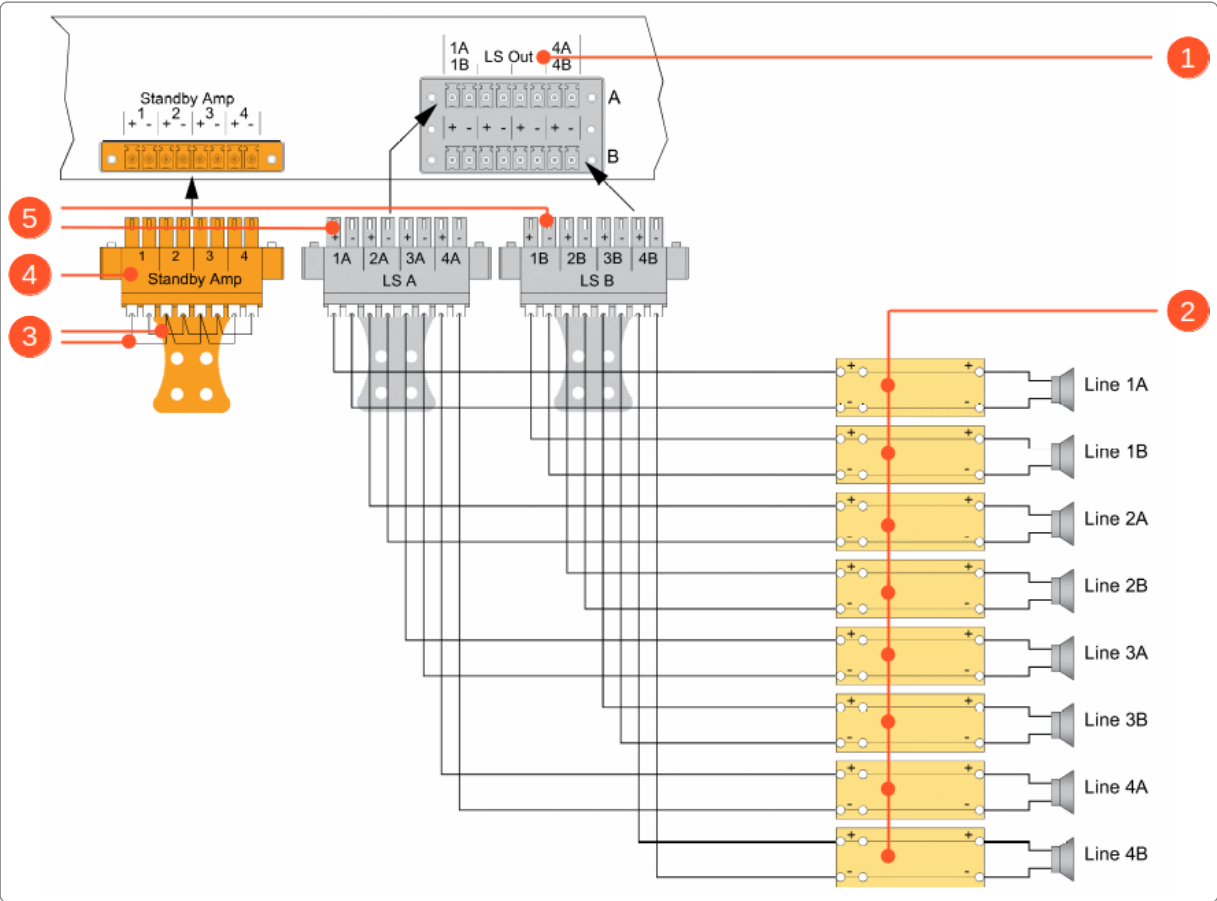 1A LS Out 4A
1B 4B
1
Standby Amp
1 2 3 4
+ - + - + - + -
A
+ - + - + - + -
B
5
+ - + - + - + -
+ - + - + - + -
1 2 3 4
1A 2A 3A 4A
1B 2B 3B 4B
4
Standby Amp
LS A
LS B
2
3
+ +
- -
Line 1A
+ +
- -
Line 1B
+ +
- -
Line 2A
+ +
- -
Line 2B
+ +
- -
Line 3A
+ +
- -
Line 3B
+ +
- -
Line 4A
+ +
- -
Line 4B